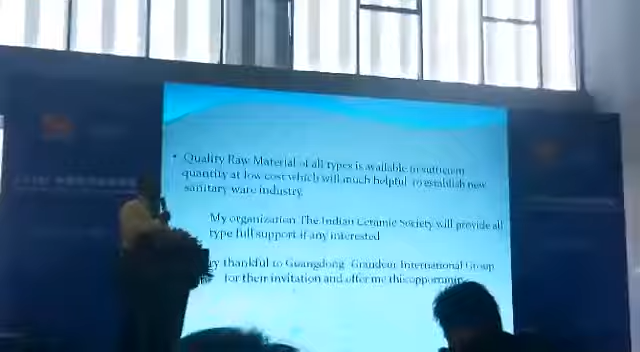 • Quality Raw Material of all types is available in sufficient
quantity at low cost which will much helpful to establish new
sanitary ware industry.
My organization The Indian Ceramic Society will provide all
type full support if any interested
thankful to Guangdong Grandeur International Group
for their invitation and offer me this opportunity